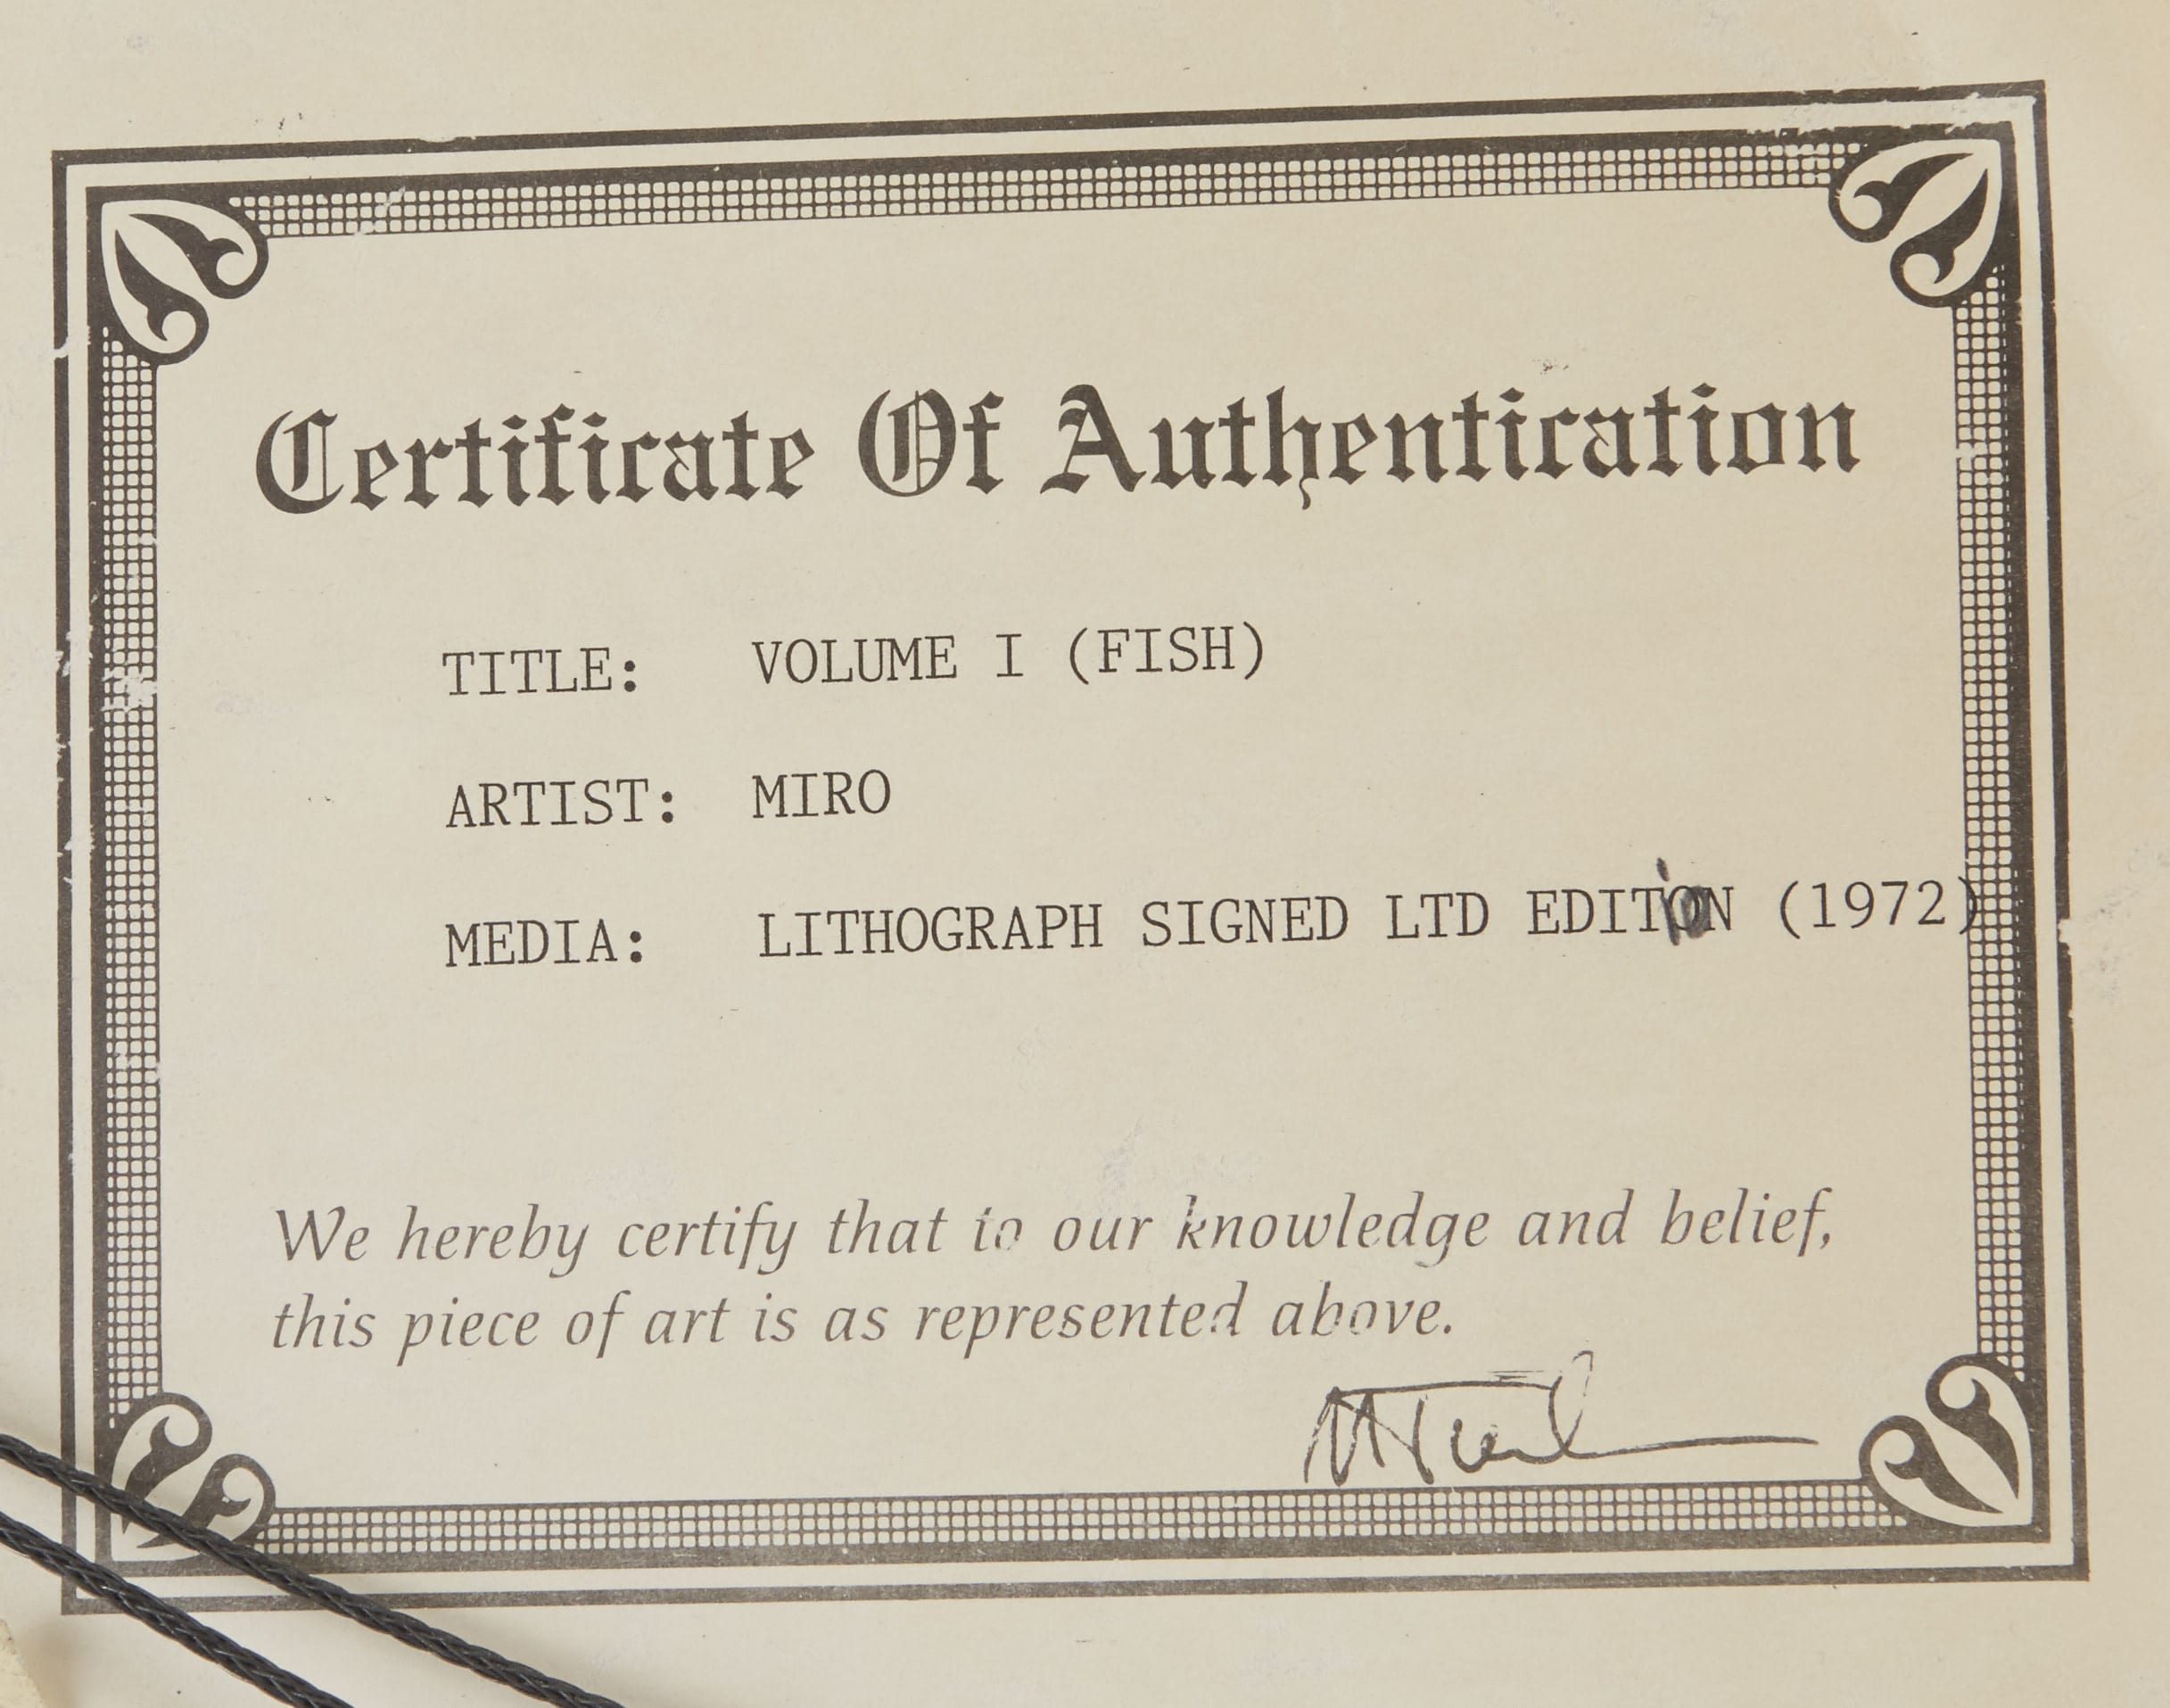 Certificate Of Authentication
TITLE: VOLUME I (FISH)
ARTIST: MIRO
MEDIA: LITHOGRAPH SIGNED LTD EDITiON (1972)
We hereby certify that to our knowledge and belief,
this piece of art is as represented above.